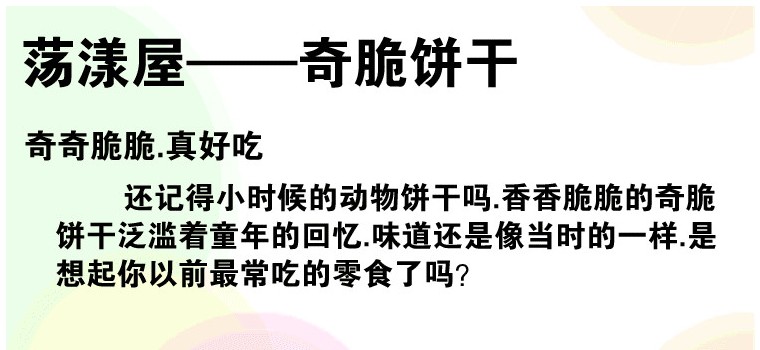 荡漾屋——奇脆饼干
奇奇脆脆.真好吃
还记得小时候的动物饼干吗.香香脆脆的奇脆
饼干泛滥着童年的回忆.味道还是像当时的一样.是
想起你以前最常吃的零食了吗?